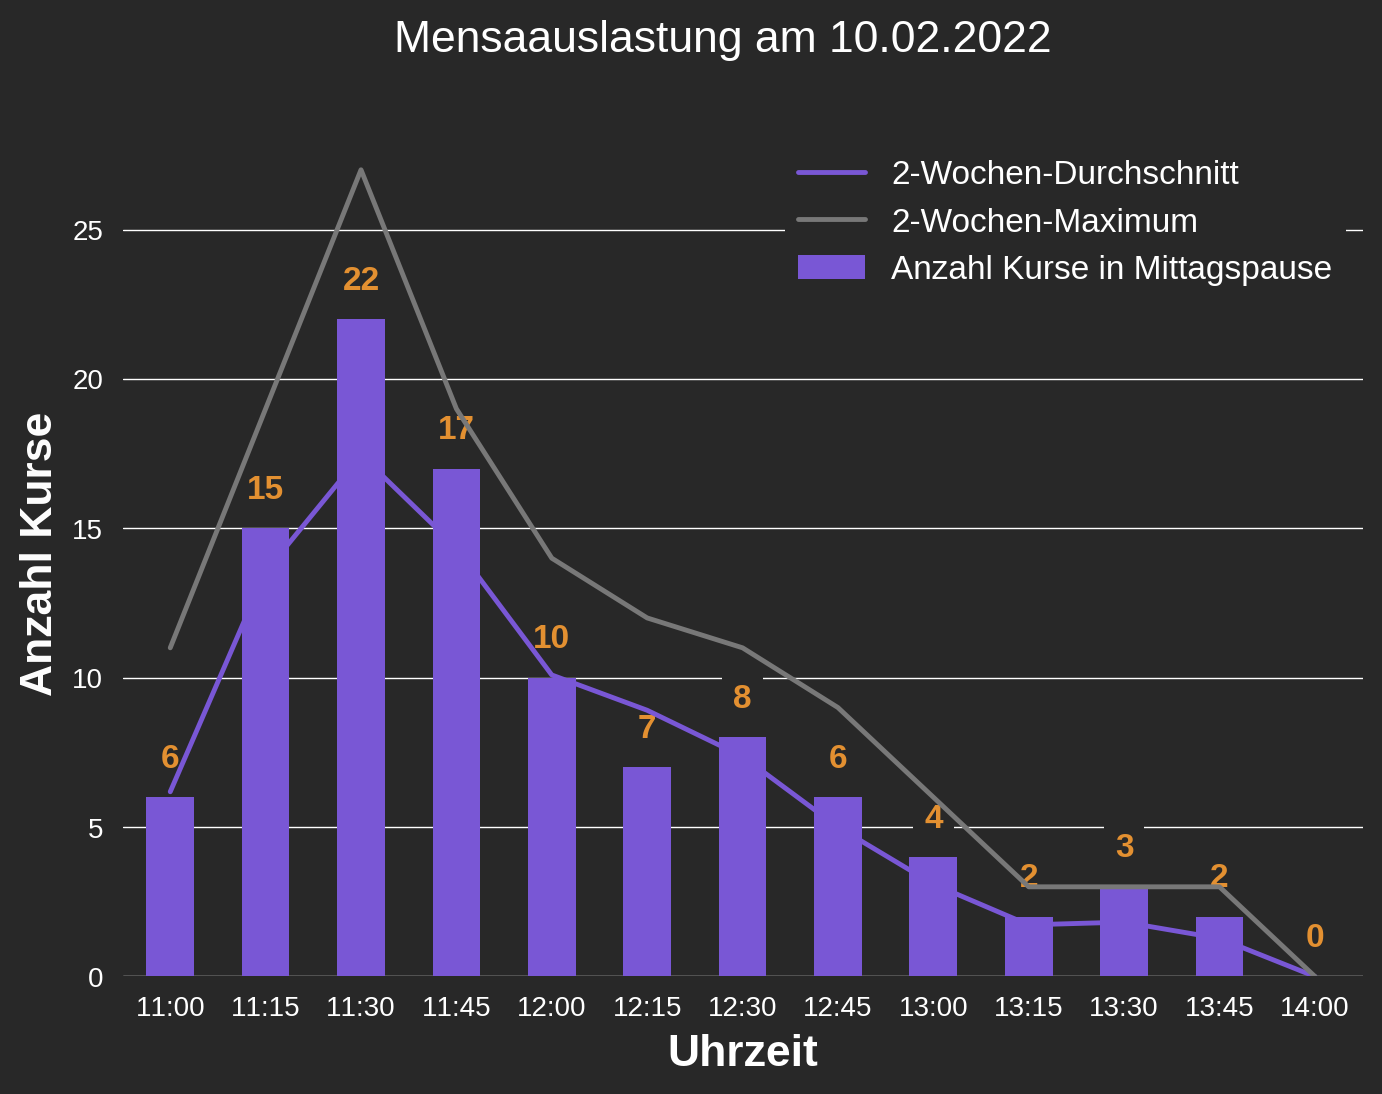 Mensaauslastung am 10.02.2022
2-Wochen-Durchschnitt
2-Wochen-Maximum
Anzahl Kurse in Mittagspause
Anzahl Kurse
25
20
15
10
5
0
22
17
15
10
8
7
6
6
4
3
2
2
0
11:00 11:15 11:30 11:45 12:00 12:15 12:30 12:45 13:00 13:15 13:30 13:45 14:00
Uhrzeit